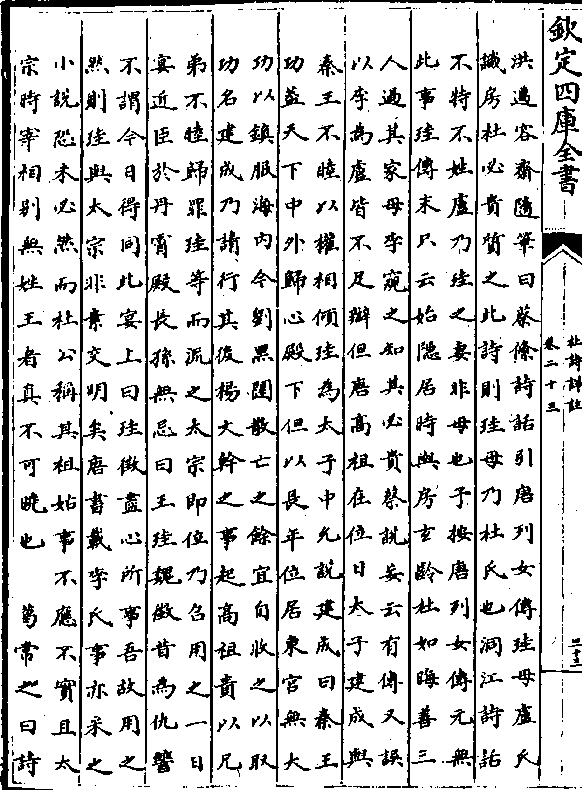 欽定四庫全書
杜詩詳註
卷二十三
洪邁容齋隨筆曰蔡絛詩話引唐列女傳珪母盧氏
識房杜必貴質之此詩則珪母乃杜氏也洞江詩話
不特不姓盧乃珪之妻非母也予按唐列女傳元無
此事珪傳末只云始隱居時與房玄齡杜如晦善三
人過其家母李窺之知其必貴蔡說妄云有傳又誤
以李為盧皆不足辦但唐高祖在位日太子建成與
秦王不睦以權相傾珪為太子中允說建成曰秦王
功蓋天下中外歸心殿下但以長年位居東宮無大
功以鎮服海内今劉黑闥散亡之餘宜自收之以取
功名建成乃請行其後楊文幹之事起高祖責以兄
弟不睦歸罪珪等而流之太宗即位乃召用之一日
宴近臣於丹霄殿長孫無忌曰王珪魏徵昔為仇讐
不謂今日得同此宴上曰珪徵盡心所事吾故用之
然則珪與太宗非素交明矣唐書載李氏事亦采之
小說恐未必然而杜公稱其祖姑事不應不實且太
宗時宰相别無姓王者真不可曉也　葛常之曰詩